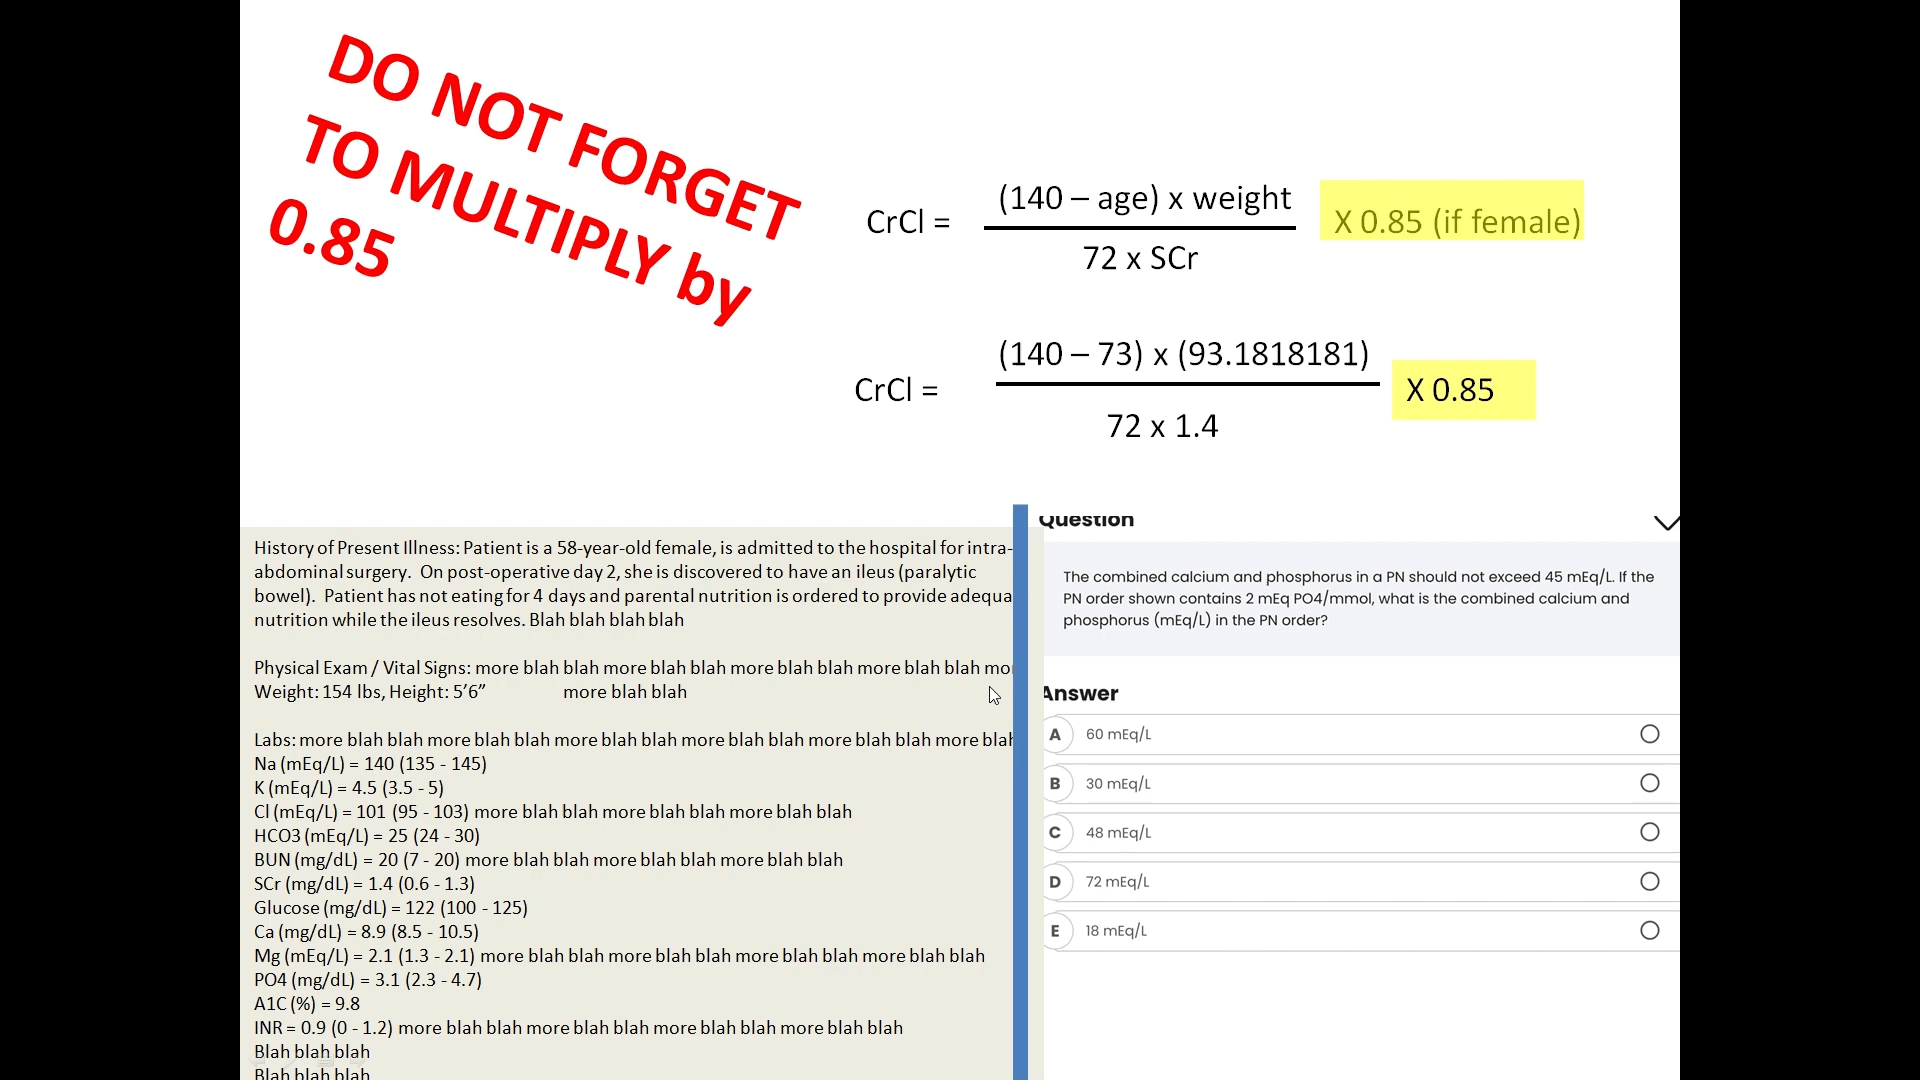 DO NOT FORGET
TO MULTIPLY by
0.85
CrCl =
(140 – age) x weight
72 x SCr
X 0.85 (if female)
CrCl =
(140 – 73) x (93.1818181)
72 x 1.4
X 0.85
History of Present Illness: Patient is a 58-year-old female, is admitted to the hospital for intra-
abdominal surgery. On post-operative day 2, she is discovered to have an ileus (paralytic
bowel). Patient has not eating for 4 days and parental nutrition is ordered to provide adequa
nutrition while the ileus resolves. Blah blah blah blah
Physical Exam / Vital Signs: more blah blah more blah blah more blah blah more blah blah mo
Weight: 154 lbs, Height: 5’6” more blah blah
Labs: more blah blah more blah blah more blah blah more blah blah more blah blah more blah
Na (mEq/L) = 140 (135 - 145)
K (mEq/L) = 4.5 (3.5 - 5)
Cl (mEq/L) = 101 (95 - 103) more blah blah more blah blah more blah blah
HCO3 (mEq/L) = 25 (24 - 30)
BUN (mg/dL) = 20 (7 - 20) more blah blah more blah blah more blah blah
SCr (mg/dL) = 1.4 (0.6 - 1.3)
Glucose (mg/dL) = 122 (100 - 125)
Ca (mg/dL) = 8.9 (8.5 - 10.5)
Mg (mEq/L) = 2.1 (1.3 - 2.1) more blah blah more blah blah more blah blah more blah blah
PO4 (mg/dL) = 3.1 (2.3 - 4.7)
A1C (%) = 9.8
INR = 0.9 (0 - 1.2) more blah blah more blah blah more blah blah more blah blah
Blah blah blah
Blah blah blah
Question
The combined calcium and phosphorus in a PN should not exceed 45 mEq/L. If the
PN order shown contains 2 mEq PO4/mmol, what is the combined calcium and
phosphorus (mEq/L) in the PN order?
Answer
A 60 mEq/L
B 30 mEq/L
C 48 mEq/L
D 72 mEq/L
E 18 mEq/L